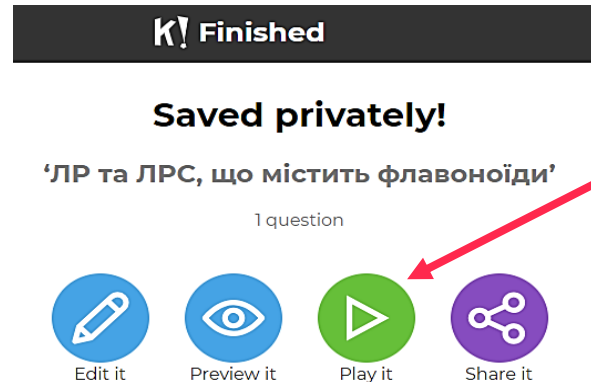 K! Finished
Saved privately!
‘ЛР та ЛРС, що містить флавоноїди’
1 question
Edit it Preview it Play it Share it